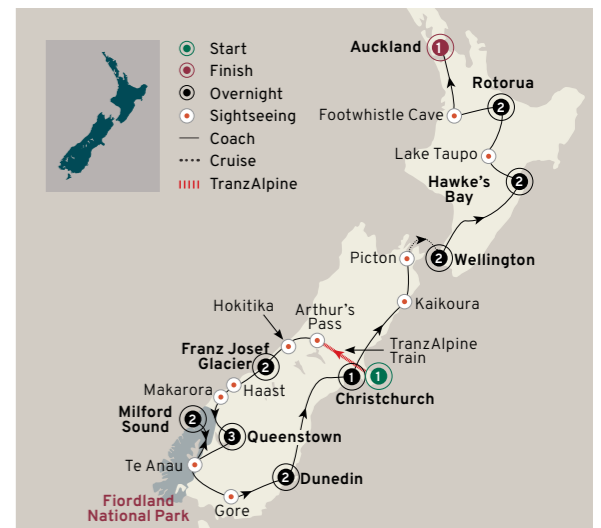 Start
Finish
Overnight
Sightseeing
Coach
Cruise
TranzAlpine
Auckland
1
Rotorua
2
Footwhistle Cave
Lake Taupo
Hawke's
Bay
2
Picton
2
Wellington
Kaikoura
Hokitika
Arthur's
Pass
TranzAlpine
Train
Franz Josef
Glacier
2
1
1
Christchurch
Makarora
Haast
Milford
Sound
2
3
Queenstown
Te Anau
2
Dunedin
Gore
Fiordland
National Park